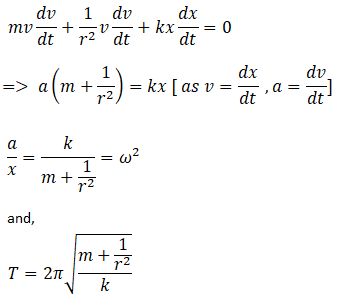 mv dv/dt + 1/r² v dv/dt + kx dx/dt = 0
=> a(m + 1/r²) = kx [ as v = dx/dt , a = dv/dt]
a/x = k/(m + 1/r²) = ω²
and,
T = 2π√((m + 1/r²)/k)